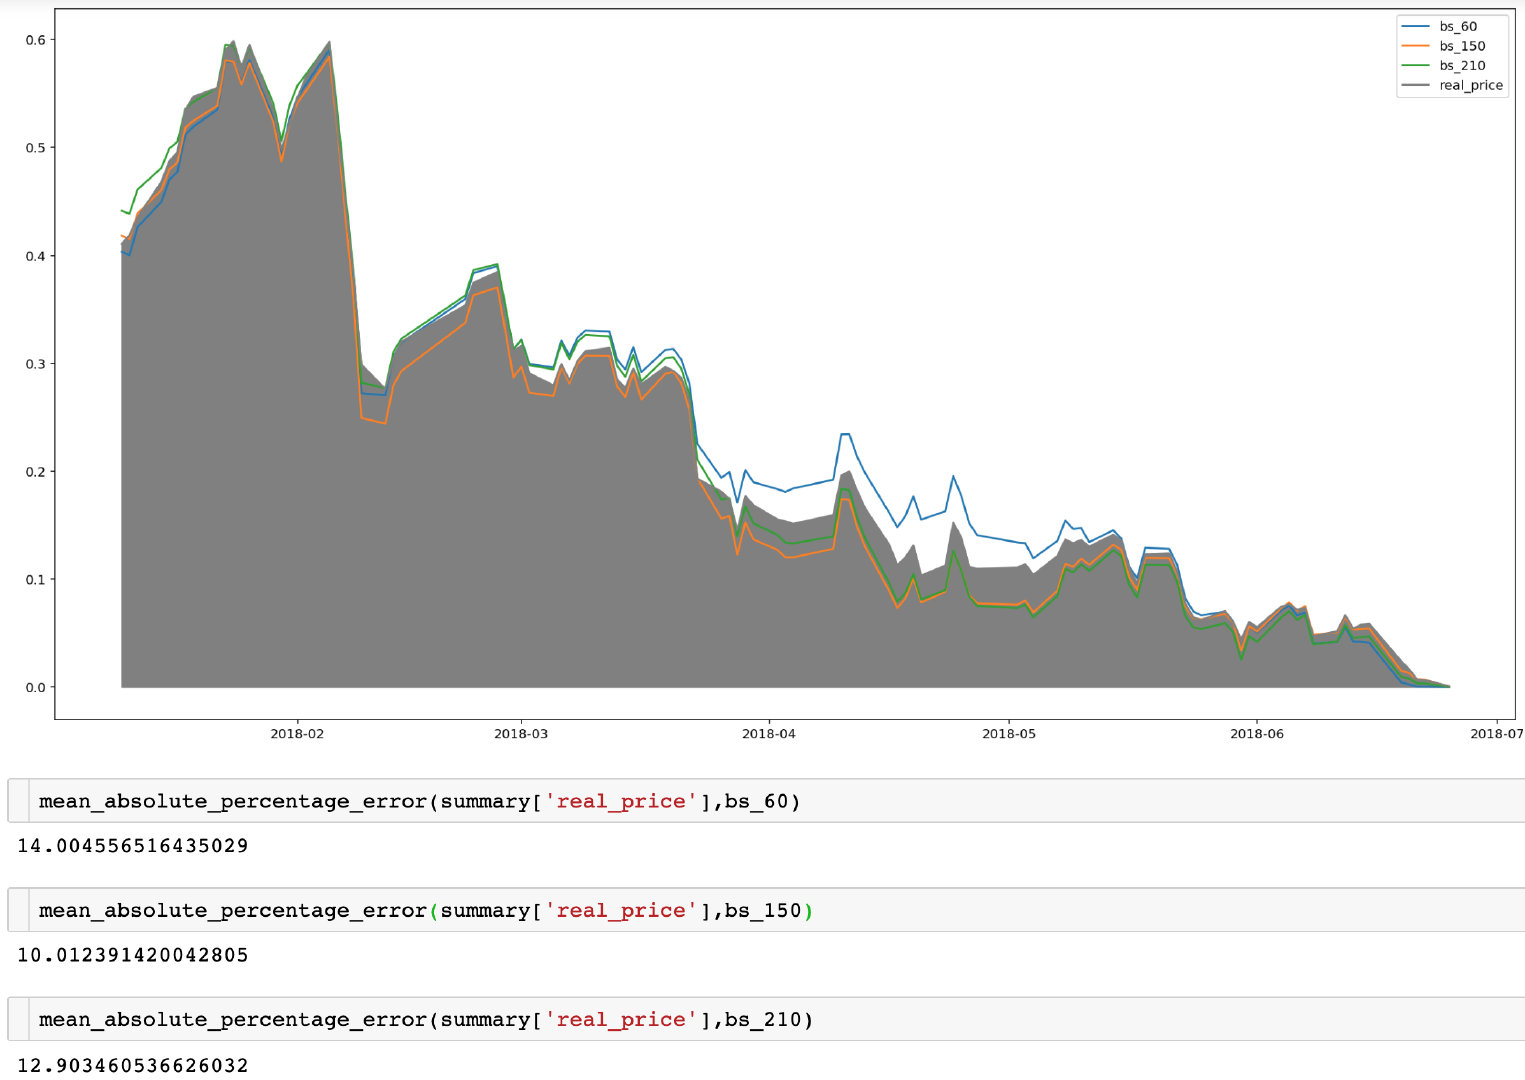 bs_60
bs_150
bs_210
real_price
0.6
0.5
0.4
0.3
0.2
0.1
0.0
2018-02 2018-03 2018-04 2018-05 2018-06 2018-07
mean_absolute_percentage_error(summary['real_price'],bs_60)
14.004556516435029
mean_absolute_percentage_error(summary['real_price'],bs_150)
10.012391420042805
mean_absolute_percentage_error(summary['real_price'],bs_210)
12.903460536626032